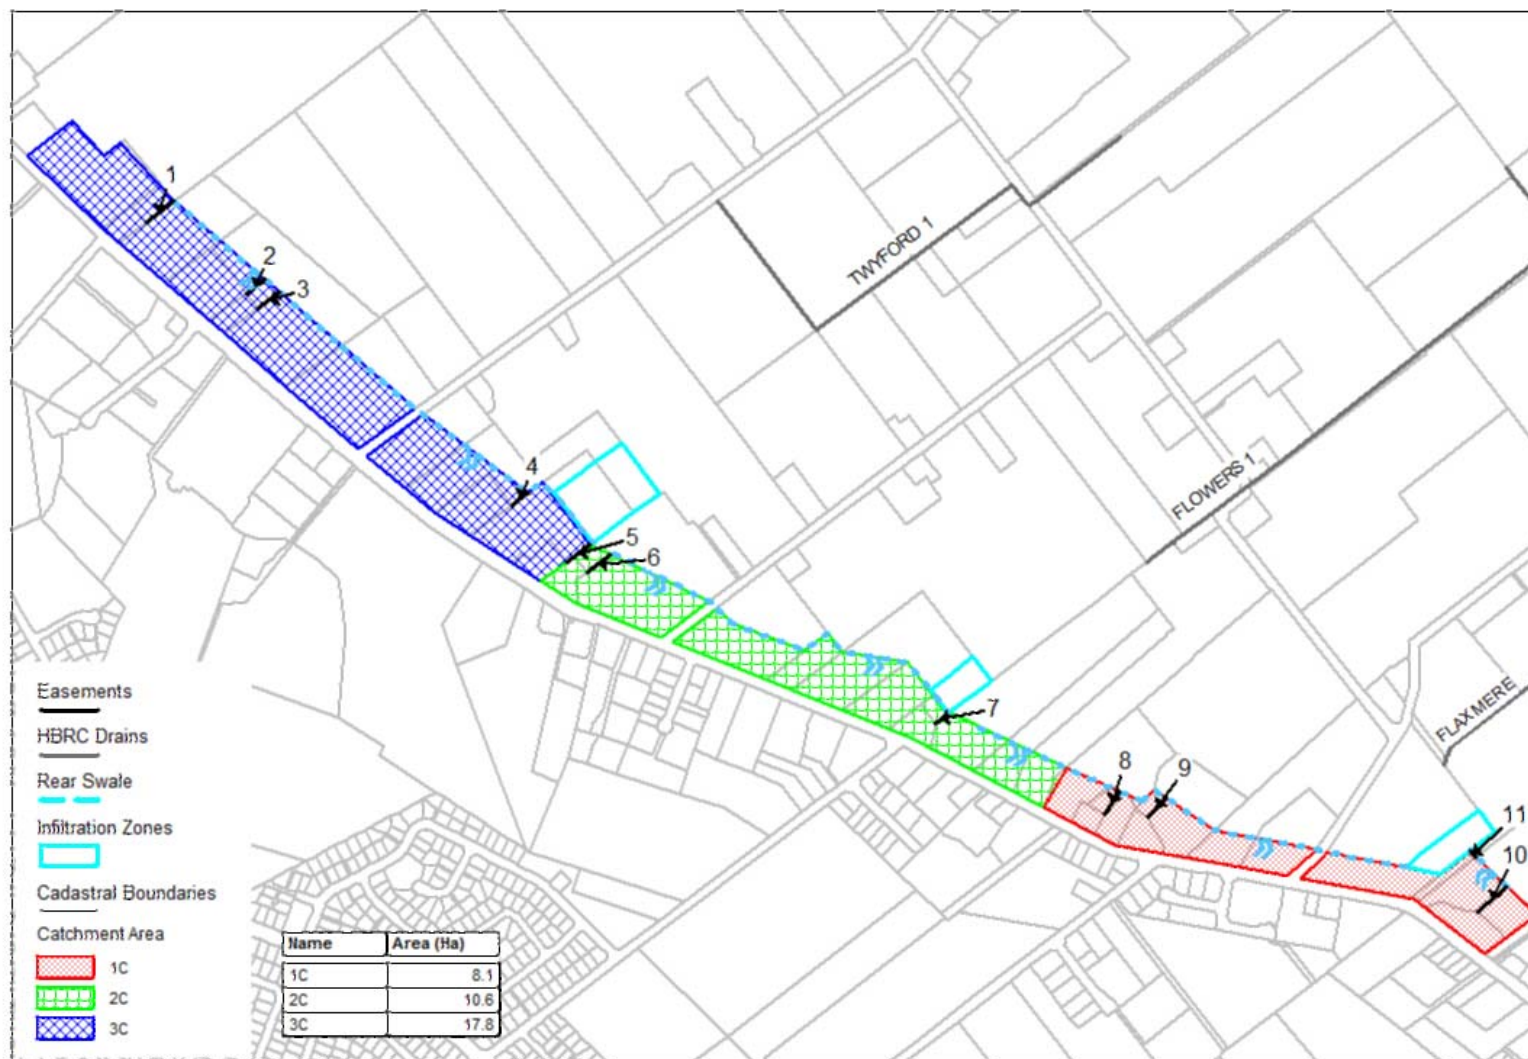 1
2
3
TWYFORD 1
4
5
6
FLOWERS 1
7
8
9
FLAXMERE
11
10
Easements
HBRC Drains
Rear Swale
Infiltration Zones
Cadastral Boundaries
Catchment Area
1C
2C
3C
Name Area (Ha)
1C 8.1
2C 10.6
3C 17.8